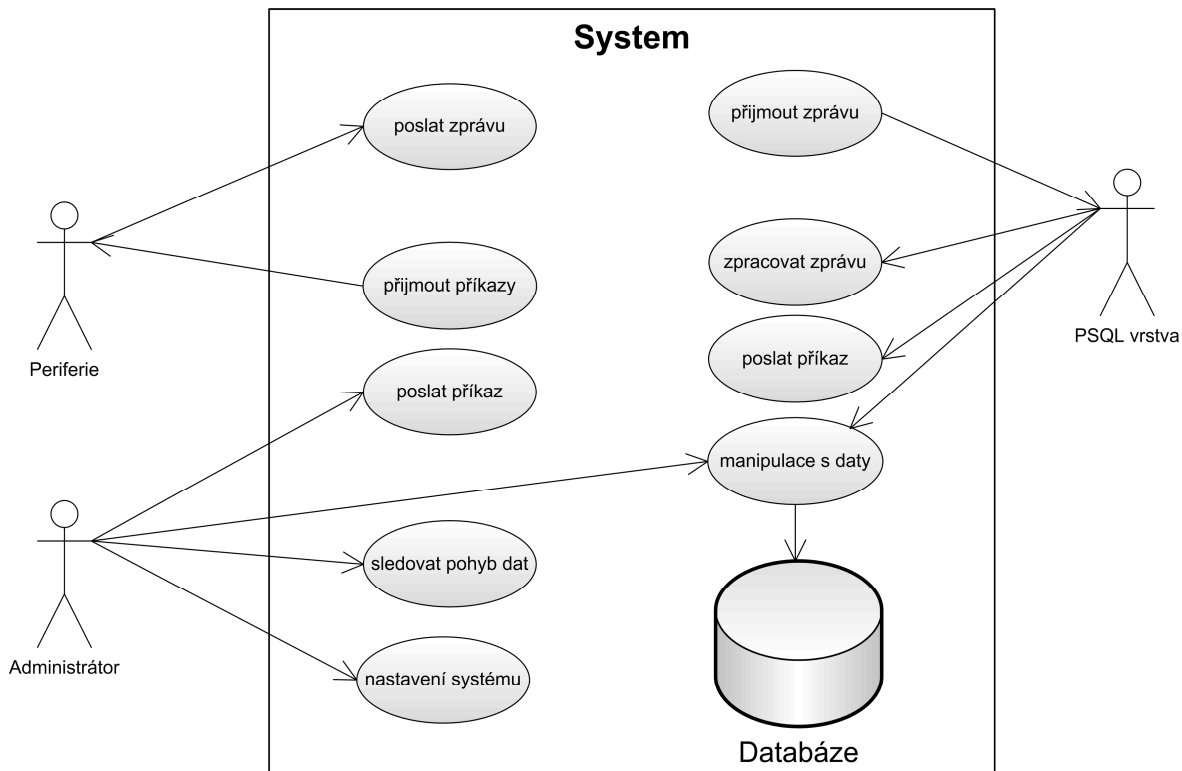 System
poslat zprávu
přijmout zprávu
zpracovat zprávu
přijmout příkazy
PSQL vrstva
Periferie
poslat příkaz
poslat příkaz
manipulace s daty
sledovat pohyb dat
Administrátor
nastavení systému
Databáze